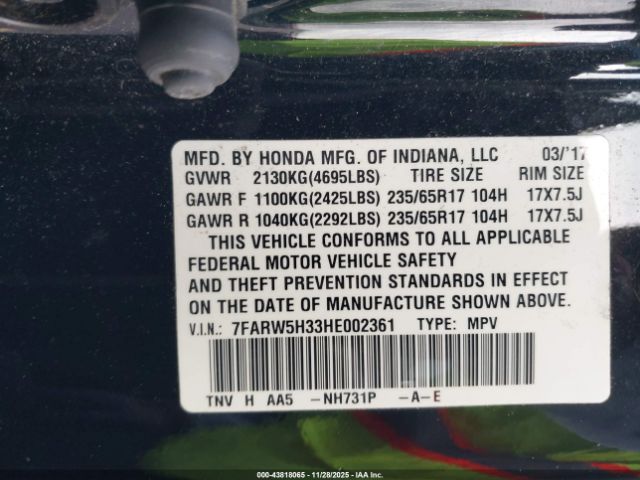 MFD. BY HONDA MFG. OF INDIANA, LLC 03/'17
GVWR 2130KG(4695LBS) TIRE SIZE RIM SIZE
GAWR F 1100KG(2425LBS) 235/65R17 104H 17X7.5J
GAWR R 1040KG(2292LBS) 235/65R17 104H 17X7.5J
THIS VEHICLE CONFORMS TO ALL APPLICABLE
FEDERAL MOTOR VEHICLE SAFETY
AND THEFT PREVENTION STANDARDS IN EFFECT
ON THE DATE OF MANUFACTURE SHOWN ABOVE.
V.I.N.: 7FARW5H33HE002361 TYPE: MPV
TNV H AA5 -NH731P -A-E
000-43818065 - 11/28/2025 - IAA Inc.